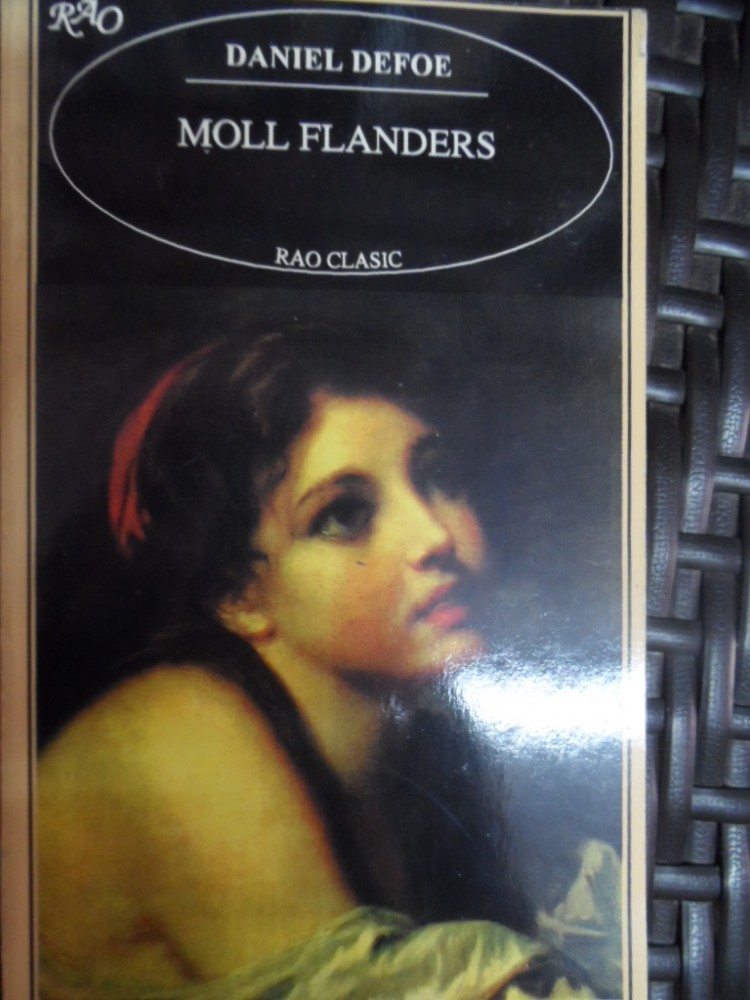 RAO
DANIEL DEFOE
MOLL FLANDERS
RAO CLASIC